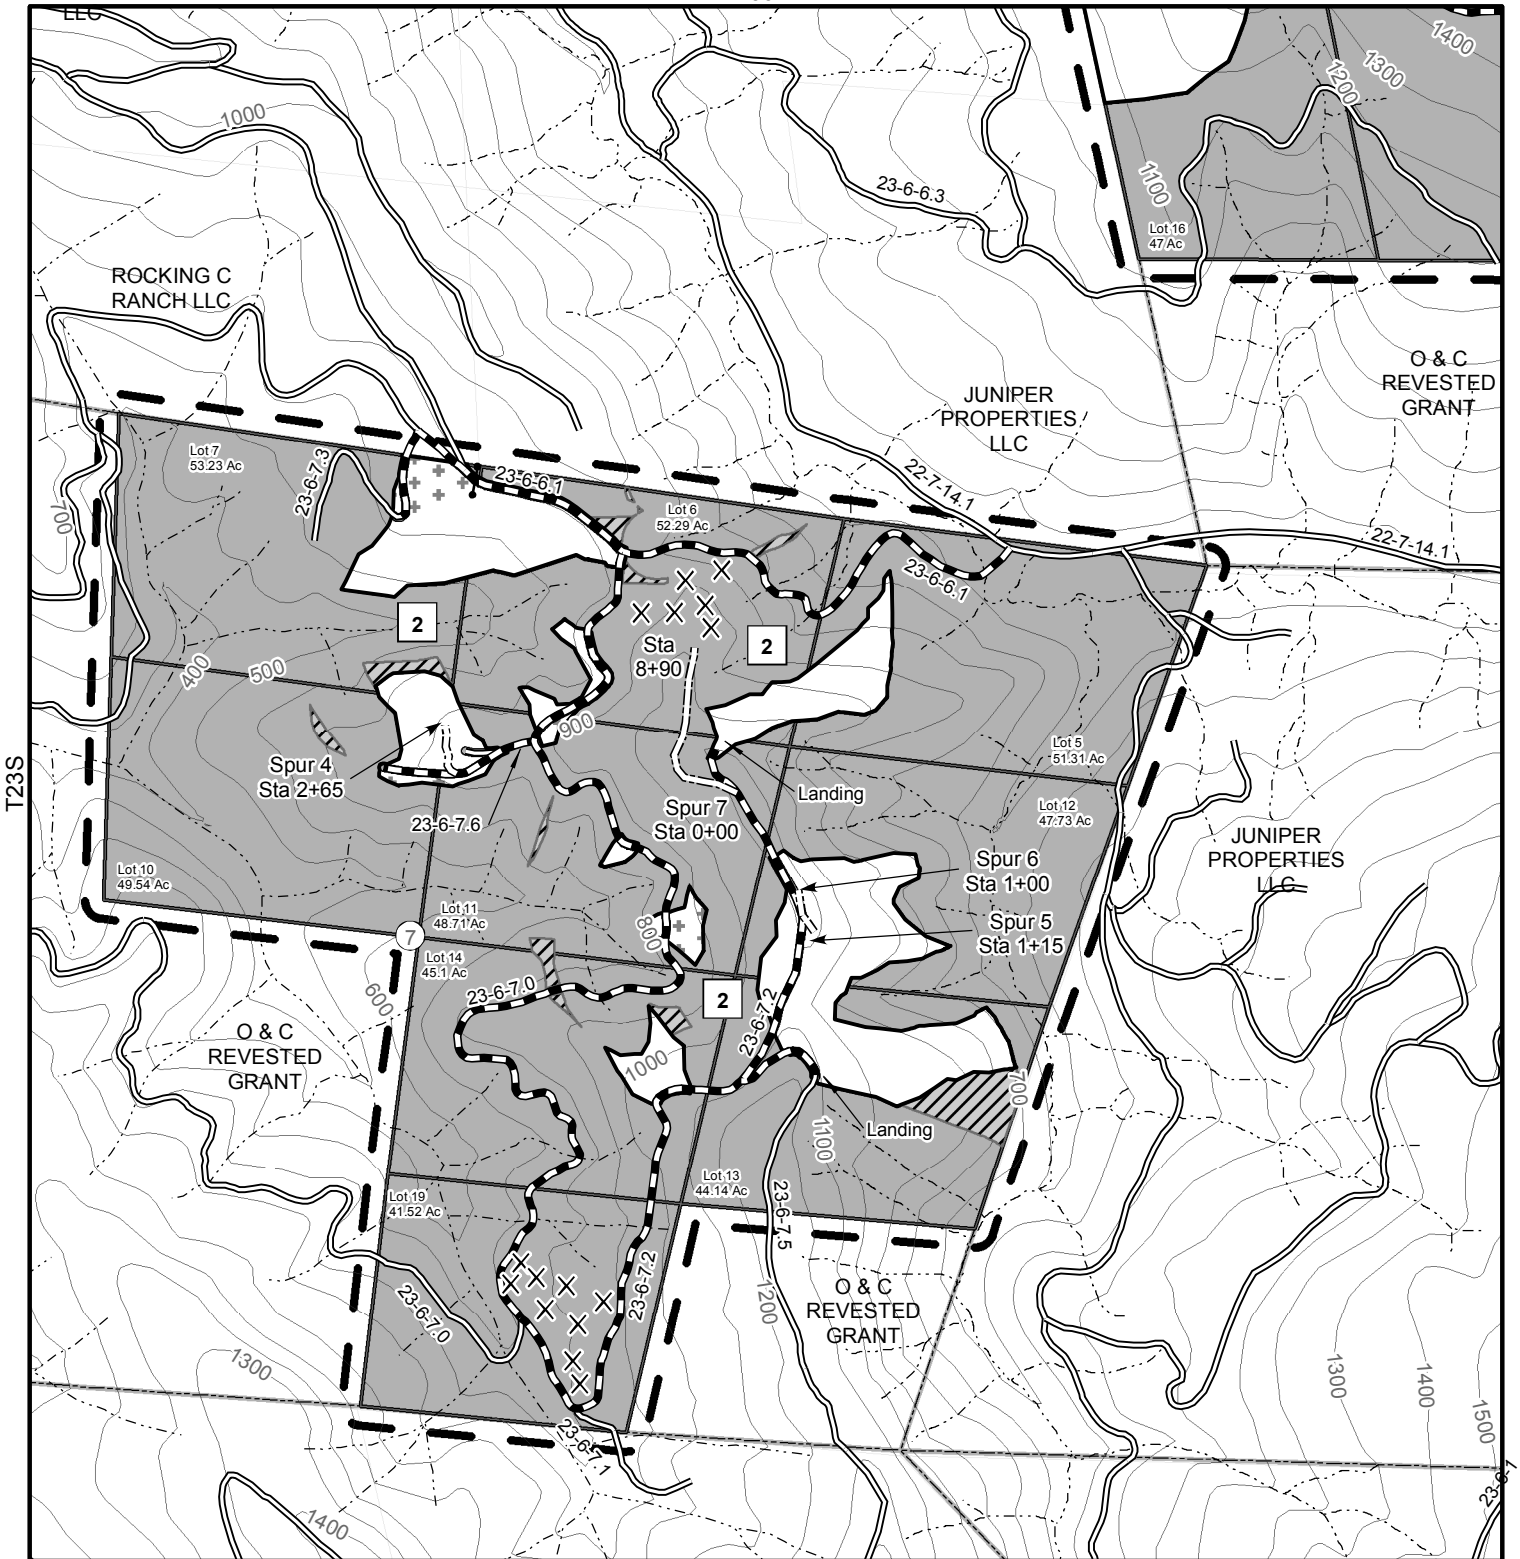 LLC
1000
1400
1300
1200
1100
23-6-6.3
Lot 16
47 Ac
ROCKING C
RANCH LLC
O & C
REVESTED
GRANT
JUNIPER
PROPERTIES
LLC
Lot 7
53.23 Ac
23-6-7.3
23-6-6.1
22-7-14.1
700
Lot 6
52.29 Ac
22-7-14.1
23-6-6.1
2
Sta
8+90
2
400
500
900
Lot 5
51.31 Ac
Spur 4
Sta 2+65
T23S
Landing
Spur 7
Sta 0+00
Lot 12
47.73 Ac
23-6-7.6
JUNIPER
PROPERTIES
LLC
Spur 6
Sta 1+00
Lot 10
49.54 Ac
Lot 11
48.71 Ac
Spur 5
Sta 1+15
800
7
Lot 14
45.1 Ac
23-6-7.0
600
2
23-6-7.2
O & C
REVESTED
GRANT
1000
700
1100
Landing
Lot 13
44.14 Ac
Lot 19
41.52 Ac
23-6-7.5
23-6-7.2
O & C
REVESTED
GRANT
23-6-7.0
1200
1300
1300
1400
1500
23-6-7.1
1400